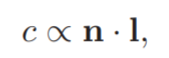 c ∝ n · l,